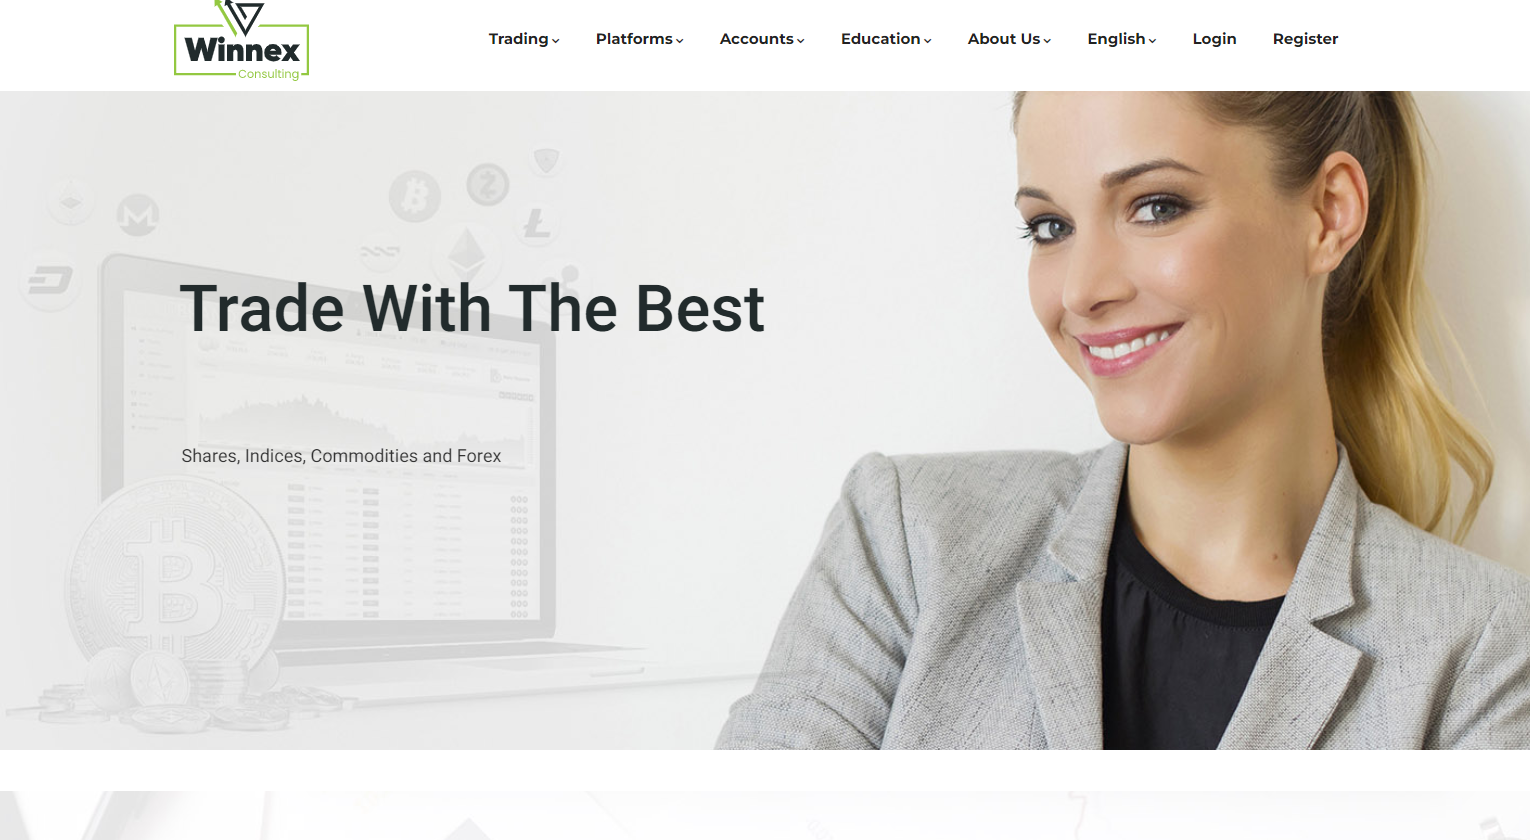 Winnex
Consulting
Trading
Platforms
Accounts
Education
About Us
English
Login
Register
Trade With The Best
Shares, Indices, Commodities and Forex